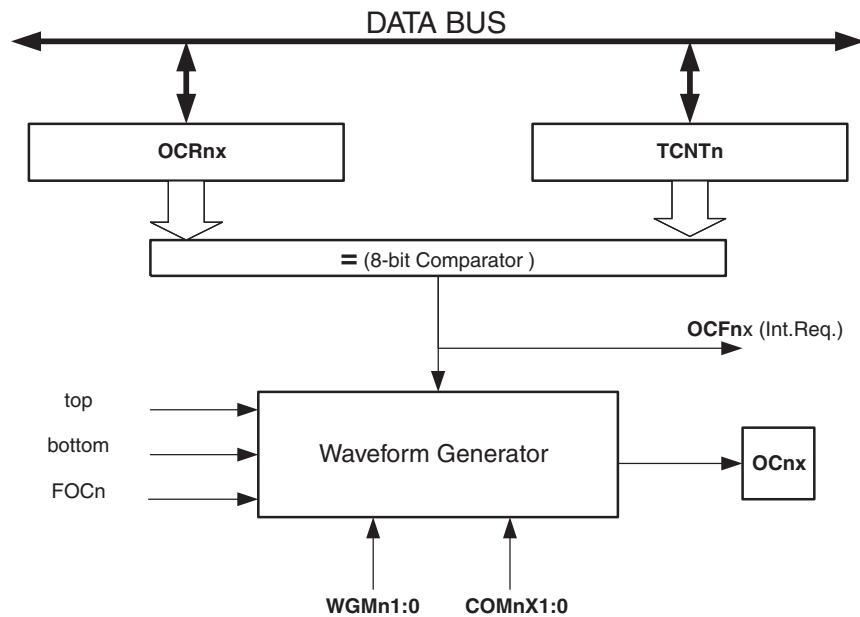 DATA BUS
OCRnx
TCNTn
= (8-bit Comparator )
OCFnx (Int.Req.)
top
bottom
FOCn
Waveform Generator
OCnx
WGMn1:0
COMnX1:0